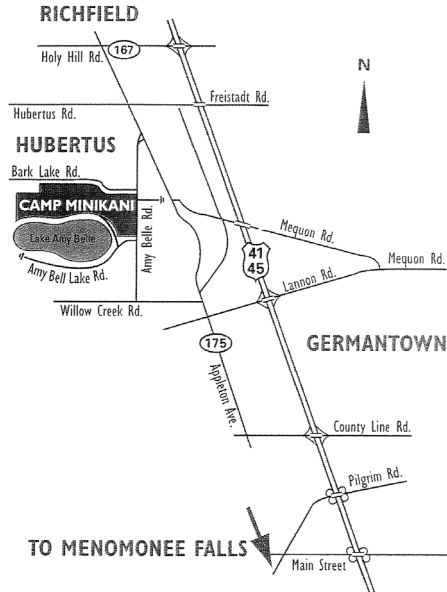 RICHFIELD
Holy Hill Rd.
167
Freistadt Rd.
Hubertus Rd.
N
HUBERTUS
Bark Lake Rd.
CAMP MINIKANI
Lake Amy Belle
Amy Bell Lake Rd.
Amy Belle Rd.
Willow Creek Rd.
Mequon Rd.
Mequon Rd.
41
45
Lannon Rd.
GERMANTOWN
175
Appleton Ave.
County Line Rd.
Pilgrim Rd.
TO MENOMONEE FALLS
Main Street